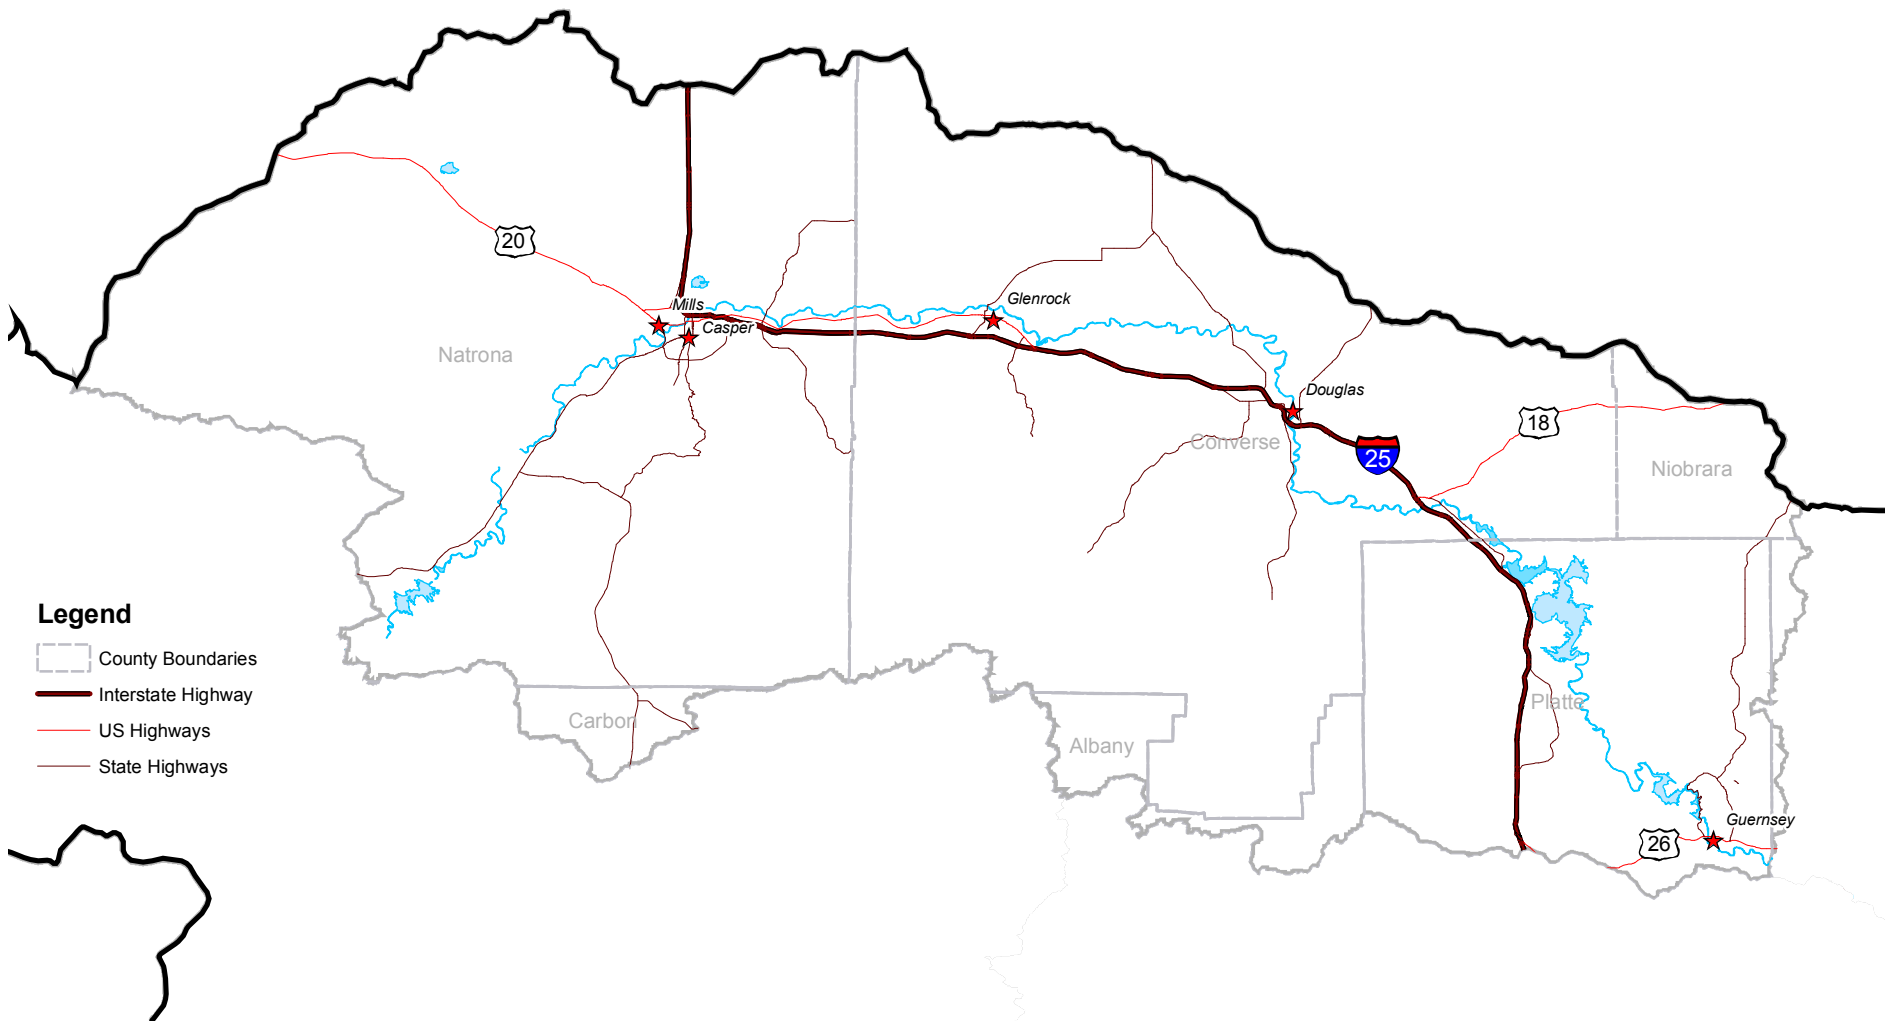 20
Mills
Casper
Glenrock
Natrona
Douglas
18
Converse
25
Niobrara
Legend
County Boundaries
Interstate Highway
US Highways
State Highways
Carbon
Albany
Platte
Guernsey
26